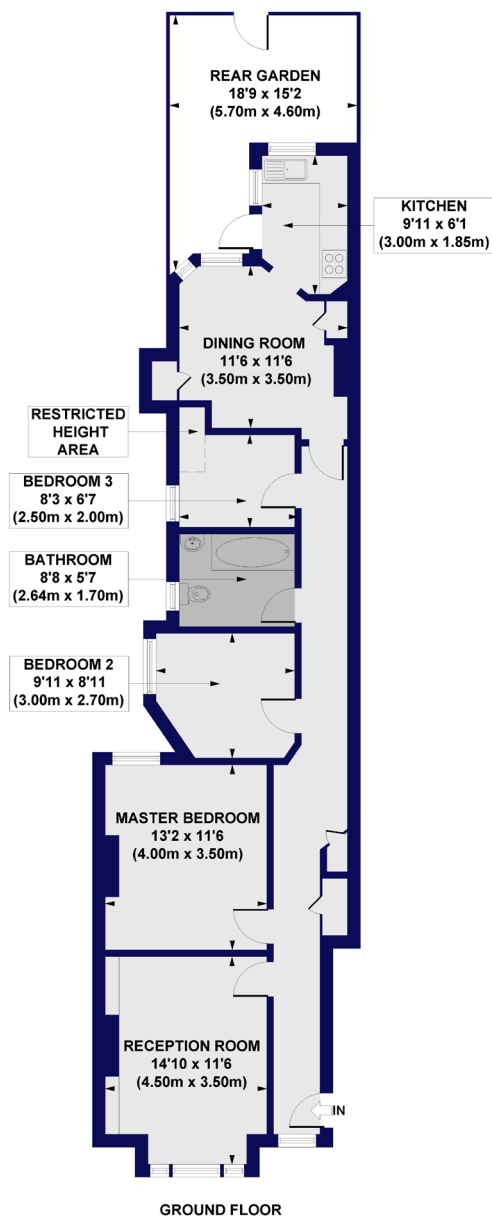 REAR GARDEN
18'9 x 15'2
(5.70m x 4.60m)
KITCHEN
9'11 x 6'1
(3.00m x 1.85m)
DINING ROOM
11'6 x 11'6
(3.50m x 3.50m)
RESTRICTED
HEIGHT
AREA
BEDROOM 3
8'3 x 6'7
(2.50m x 2.00m)
BATHROOM
8'8 x 5'7
(2.64m x 1.70m)
BEDROOM 2
9'11 x 8'11
(3.00m x 2.70m)
MASTER BEDROOM
13'2 x 11'6
(4.00m x 3.50m)
RECEPTION ROOM
14'10 x 11'6
(4.50m x 3.50m)
IN
GROUND FLOOR